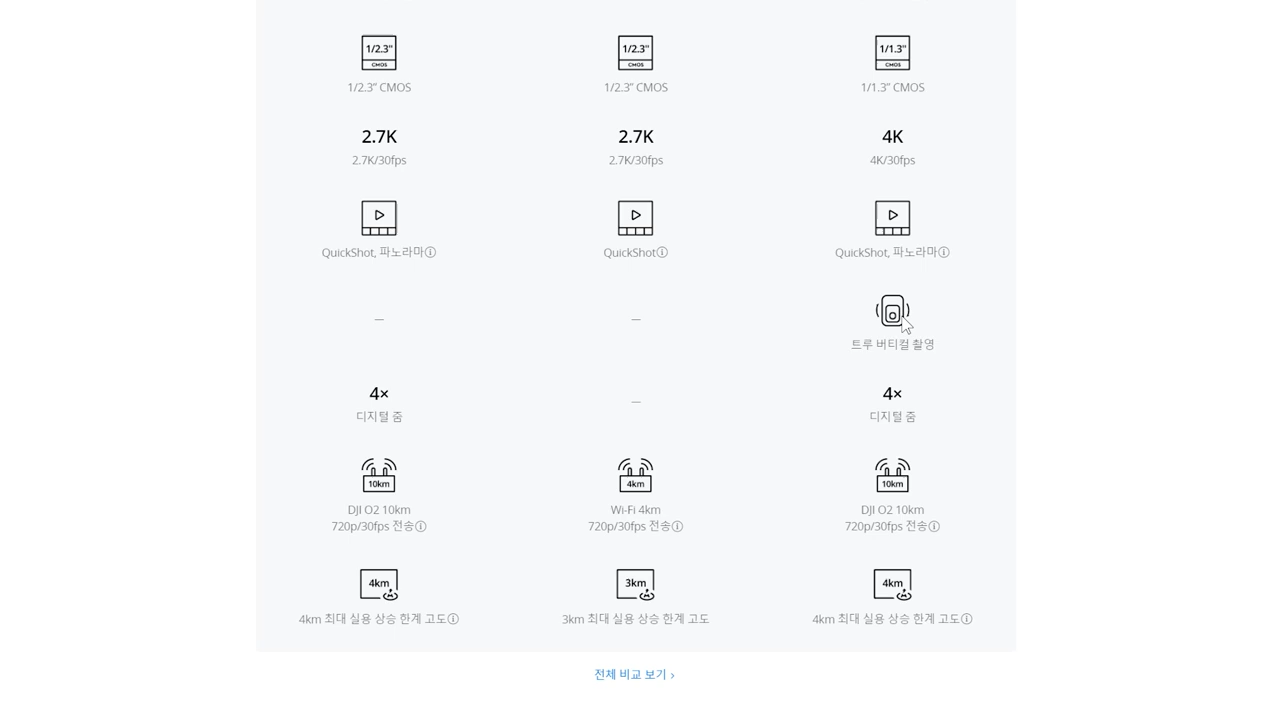 1/2.3" 1/2.3" 1/1.3"
CMOS CMOS CMOS
1/2.3” CMOS 1/2.3” CMOS 1/1.3” CMOS
2.7K 2.7K 4K
2.7K/30fps 2.7K/30fps 4K/30fps
QuickShot, 파노라마ⓘ QuickShotⓘ QuickShot, 파노라마ⓘ
— —
트루 버티컬 촬영
4× — 4×
디지털 줌 디지털 줌
10km 4km 10km
DJI O2 10km Wi-Fi 4km DJI O2 10km
720p/30fps 전송ⓘ 720p/30fps 전송ⓘ 720p/30fps 전송ⓘ
4km 3km 4km
4km 최대 실용 상승 한계 고도ⓘ 3km 최대 실용 상승 한계 고도 4km 최대 실용 상승 한계 고도ⓘ
전체 비교 보기 ›